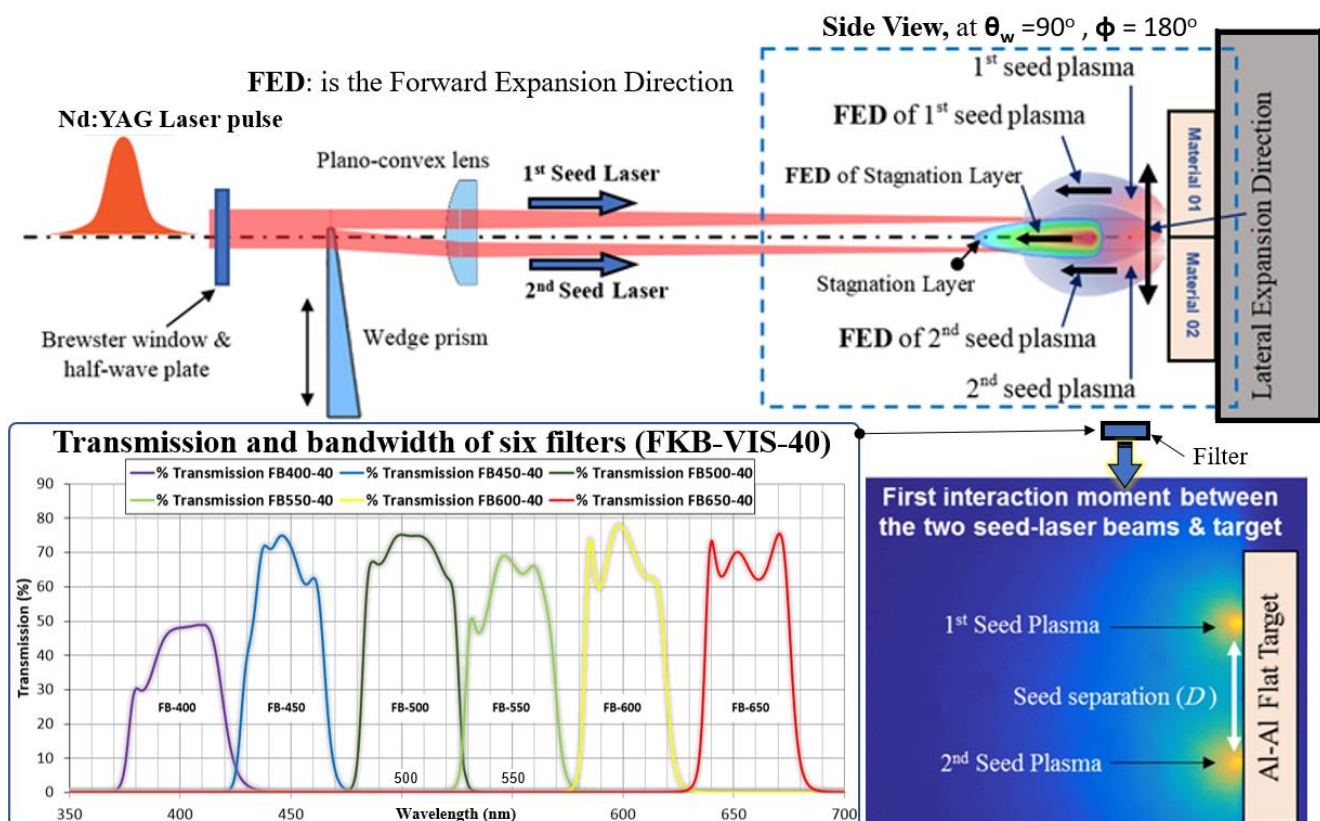 Side View, at θw =90º , ϕ = 180º
FED: is the Forward Expansion Direction
Nd:YAG Laser pulse
Plano-convex lens
1st Seed Laser
2nd Seed Laser
Brewster window &
half-wave plate
Wedge prism
1st seed plasma
FED of 1st seed plasma
FED of Stagnation Layer
Stagnation Layer
FED of 2nd seed plasma
2nd seed plasma
Material 01
Material 02
Lateral Expansion Direction
Filter
Transmission and bandwidth of six filters (FKB-VIS-40)
% Transmission FB400-40
% Transmission FB450-40
% Transmission FB500-40
% Transmission FB550-40
% Transmission FB600-40
% Transmission FB650-40
Transmission (%)
90
80
70
60
50
40
30
20
10
0
FB-400
FB-450
FB-500
FB-550
FB-600
FB-650
500
550
350
400
450
Wavelength (nm)
600
650
700
First interaction moment between
the two seed-laser beams & target
1st Seed Plasma
Seed separation (D)
2nd Seed Plasma
Al-Al Flat Target